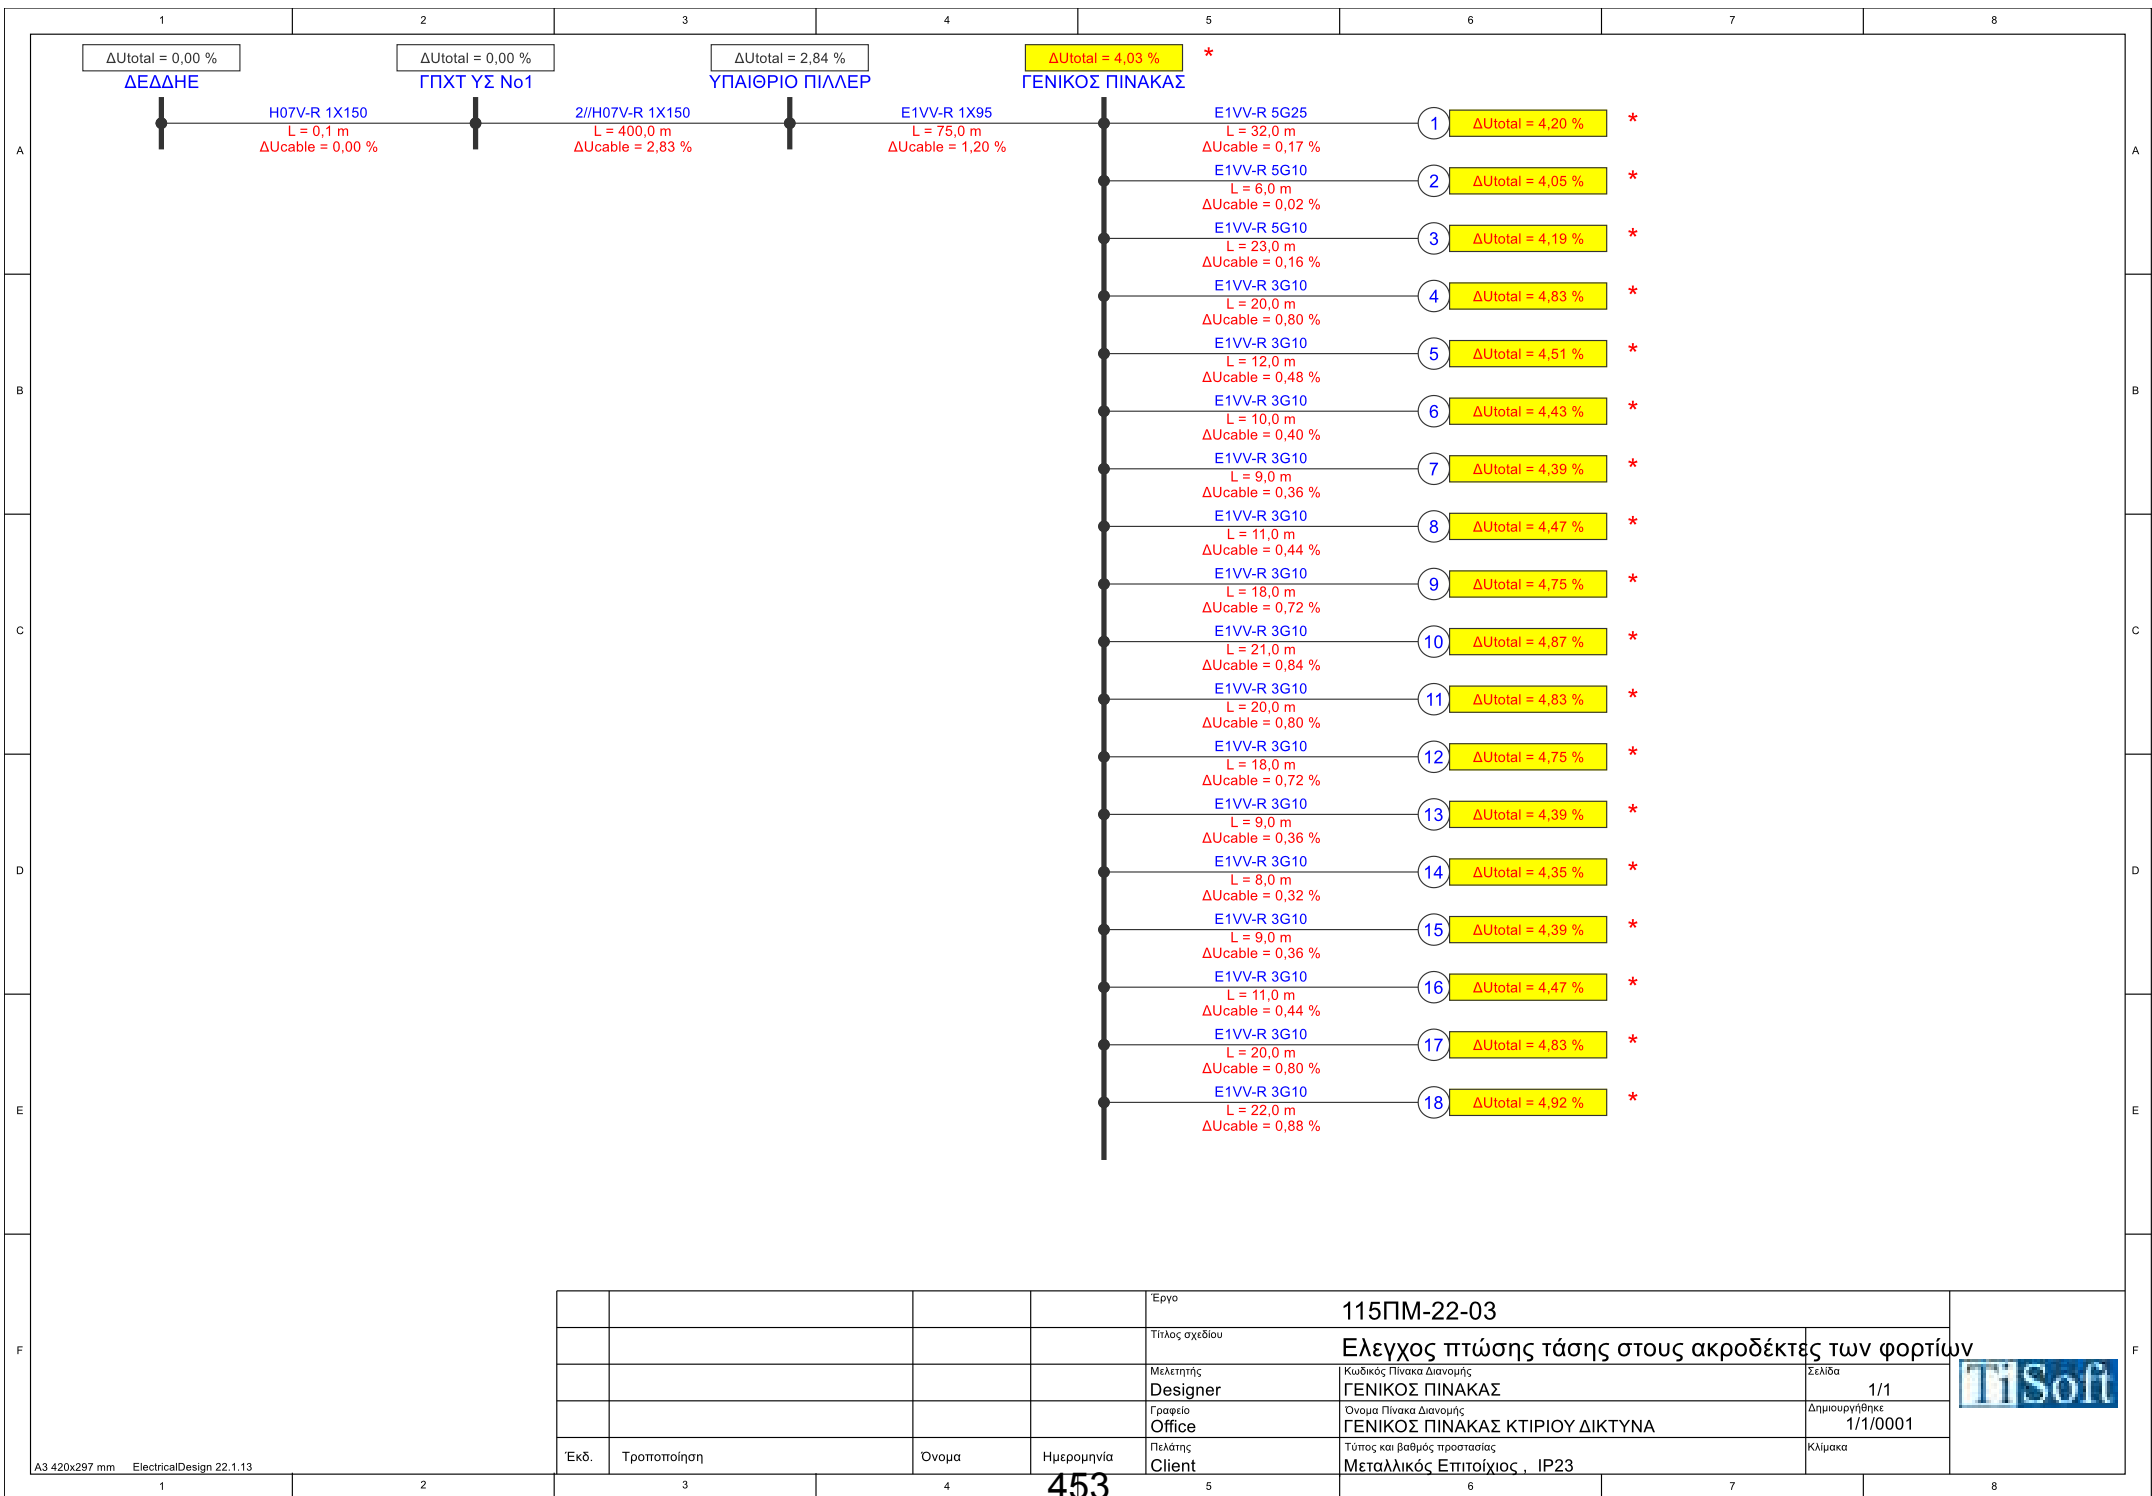 1 2 3 4 5 6 7 8
ΔUtotal = 0,00 % ΔUtotal = 0,00 % ΔUtotal = 2,84 % ΔUtotal = 4,03 % *
ΔΕΔΔΗΕ ΓΠΧΤ ΥΣ Νο1 ΥΠΑΙΘΡΙΟ ΠΙΛΛΕΡ ΓΕΝΙΚΟΣ ΠΙΝΑΚΑΣ
H07V-R 1X150 2//H07V-R 1X150 E1VV-R 1X95 E1VV-R 5G25
L = 0,1 m L = 400,0 m L = 75,0 m L = 32,0 m 1 ΔUtotal = 4,20 % *
ΔUcable = 0,00 % ΔUcable = 2,83 % ΔUcable = 1,20 % ΔUcable = 0,17 %
A A
E1VV-R 5G10
L = 6,0 m 2 ΔUtotal = 4,05 % *
ΔUcable = 0,02 %
E1VV-R 5G10
L = 23,0 m 3 ΔUtotal = 4,19 % *
ΔUcable = 0,16 %
E1VV-R 3G10
L = 20,0 m 4 ΔUtotal = 4,83 % *
ΔUcable = 0,80 %
E1VV-R 3G10
L = 12,0 m 5 ΔUtotal = 4,51 % *
ΔUcable = 0,48 %
B B
E1VV-R 3G10
L = 10,0 m 6 ΔUtotal = 4,43 % *
ΔUcable = 0,40 %
E1VV-R 3G10
L = 9,0 m 7 ΔUtotal = 4,39 % *
ΔUcable = 0,36 %
E1VV-R 3G10
L = 11,0 m 8 ΔUtotal = 4,47 % *
ΔUcable = 0,44 %
E1VV-R 3G10
L = 18,0 m 9 ΔUtotal = 4,75 % *
ΔUcable = 0,72 %
C C
E1VV-R 3G10
L = 21,0 m 10 ΔUtotal = 4,87 % *
ΔUcable = 0,84 %
E1VV-R 3G10
L = 20,0 m 11 ΔUtotal = 4,83 % *
ΔUcable = 0,80 %
E1VV-R 3G10
L = 18,0 m 12 ΔUtotal = 4,75 % *
ΔUcable = 0,72 %
E1VV-R 3G10
L = 9,0 m 13 ΔUtotal = 4,39 % *
ΔUcable = 0,36 %
D D
E1VV-R 3G10
L = 8,0 m 14 ΔUtotal = 4,35 % *
ΔUcable = 0,32 %
E1VV-R 3G10
L = 9,0 m 15 ΔUtotal = 4,39 % *
ΔUcable = 0,36 %
E1VV-R 3G10
L = 11,0 m 16 ΔUtotal = 4,47 % *
ΔUcable = 0,44 %
E1VV-R 3G10
L = 20,0 m 17 ΔUtotal = 4,83 % *
ΔUcable = 0,80 %
E1VV-R 3G10
L = 22,0 m 18 ΔUtotal = 4,92 % *
ΔUcable = 0,88 %
E E
Έργο
115ΠΜ-22-03
Τίτλος σχεδίου
Ελεγχος πτώσης τάσης στους ακροδέκτες των φορτίων
F F
Μελετητής Κωδικός Πίνακα Διανομής Σελίδα
Designer ΓΕΝΙΚΟΣ ΠΙΝΑΚΑΣ 1/1
TiSoft
Γραφείο Όνομα Πίνακα Διανομής Δημιουργήθηκε
Office ΓΕΝΙΚΟΣ ΠΙΝΑΚΑΣ ΚΤΙΡΙΟΥ ΔΙΚΤΥΝΑ 1/1/0001
Έκδ. Τροποποίηση Όνομα Ημερομηνία
Πελάτης Τύπος και βαθμός προστασίας Κλίμακα
Client Μεταλλικός Επιτοίχιος , IP23
A3 420x297 mm ElectricalDesign 22.1.13
453
1 2 3 4 5 6 7 8